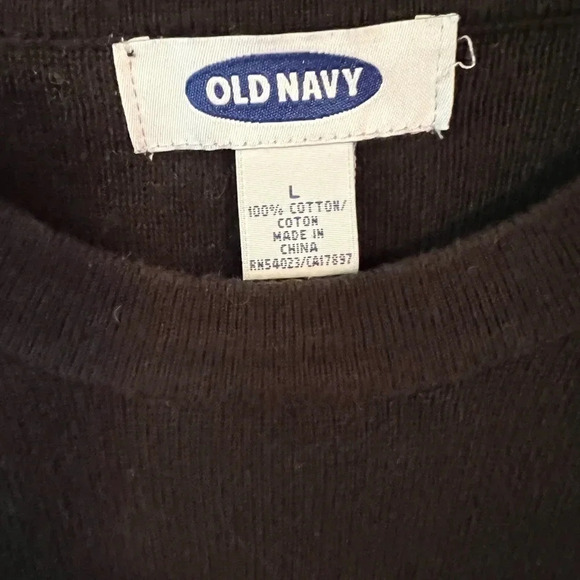 OLD NAVY
L
100% COTTON/
COTON
MADE IN
CHINA
RN54023/CA17897